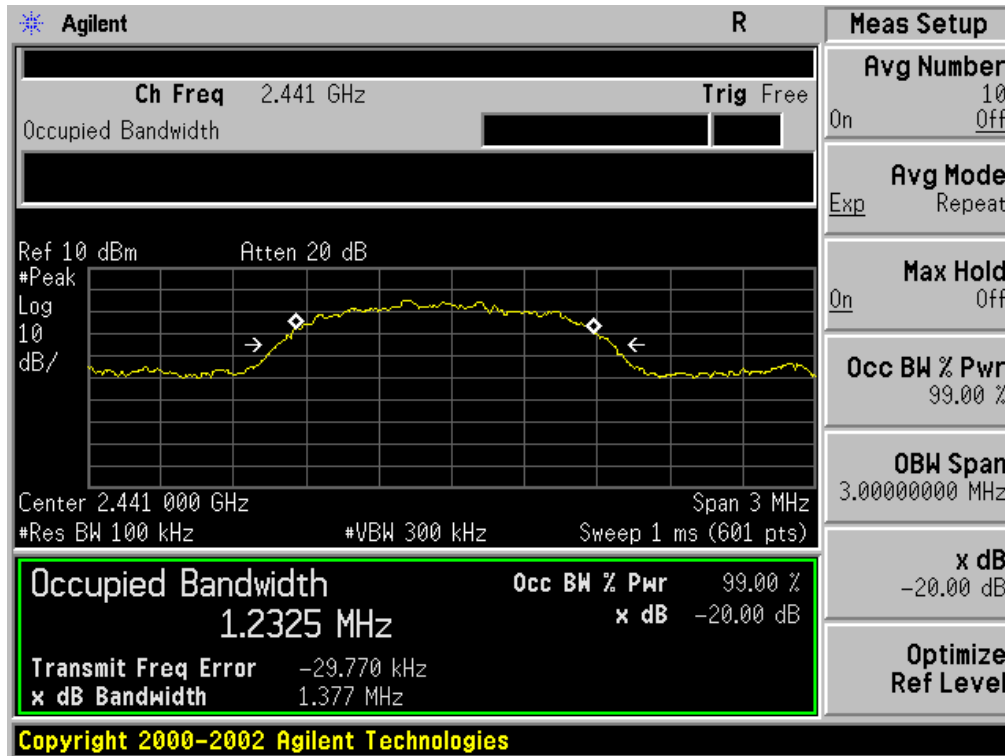 Agilent R
Ch Freq 2.441 GHz Trig Free
Occupied Bandwidth
Ref 10 dBm Atten 20 dB
#Peak
Log
10
dB/
Center 2.441 000 GHz Span 3 MHz
#Res BW 100 kHz #VBW 300 kHz Sweep 1 ms (601 pts)
Occupied Bandwidth
1.2325 MHz
Occ BW % Pwr 99.00 %
x dB -20.00 dB
Transmit Freq Error -29.770 kHz
x dB Bandwidth 1.377 MHz
Copyright 2000-2002 Agilent Technologies
Meas Setup
Avg Number
10
On Off
Avg Mode
Exp Repeat
Max Hold
On Off
Occ BW % Pwr
99.00 %
OBW Span
3.00000000 MHz
x dB
-20.00 dB
Optimize
Ref Level